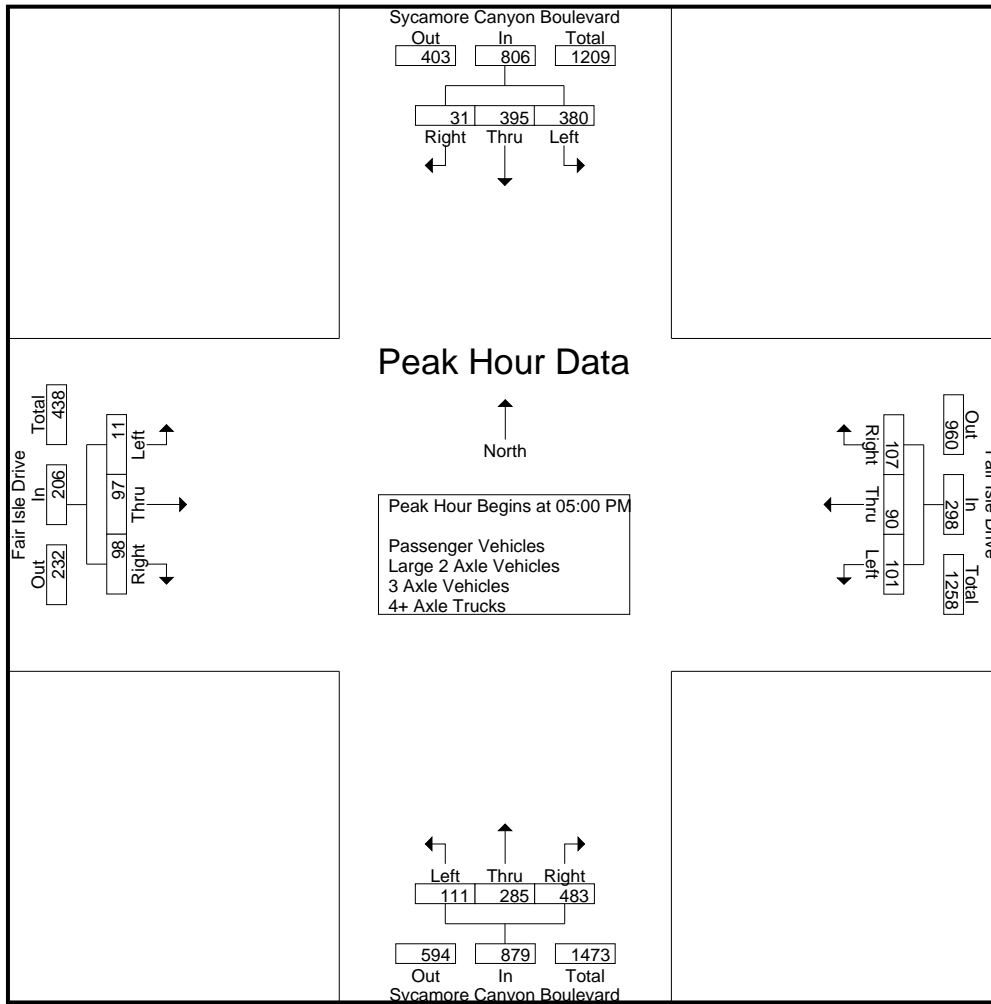 Sycamore Canyon Boulevard
Out In Total
403 806 1209
31 395 380
Right Thru Left
Peak Hour Data
North
Peak Hour Begins at 05:00 PM
Passenger Vehicles
Large 2 Axle Vehicles
3 Axle Vehicles
4+ Axle Trucks
Fair Isle Drive
Out In Total
232 206 438
11 97 98
Left Thru Right
Fair Isle Drive
Out In Total
960 298 1258
107 90 101
Right Thru Left
Left Thru Right
111 285 483
594 879 1473
Out In Total
Sycamore Canyon Boulevard